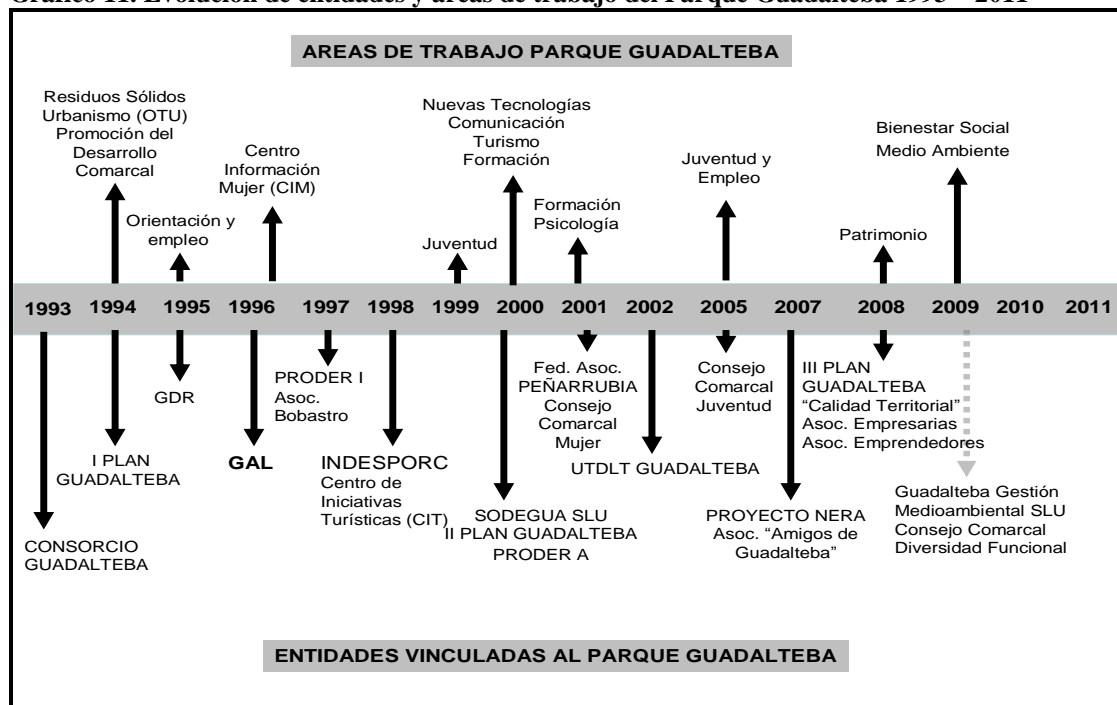 Gráfico 11. Evolución de entidades y áreas de trabajo del Parque Guadalteba 1993 – 2011
AREAS DE TRABAJO PARQUE GUADALTEBA
Residuos Sólidos
Urbanismo (OTU)
Promoción del
Desarrollo
Comarcal
Orientación y
empleo
Centro
Información
Mujer (CIM)
Juventud
Nuevas Tecnologías
Comunicación
Turismo
Formación
Formación
Psicología
Juventud y
Empleo
Patrimonio
Bienestar Social
Medio Ambiente
1993 1994 1995 1996 1997 1998 1999 2000 2001 2002 2005 2007 2008 2009 2010 2011
CONSORCIO
GUADALTEBA
I PLAN
GUADALTEBA
GDR
GAL
PRODER I
Asoc.
Bobastro
INDESPORC
Centro de
Iniciativas
Turísticas (CIT)
SODEGUA SLU
II PLAN GUADALTEBA
PRODER A
Fed. Asoc.
PEÑARRUBIA
Consejo
Comarcal
Mujer
UTDLT GUADALTEBA
Consejo
Comarcal
Juventud
PROYECTO NERA
Asoc. “Amigos de
Guadalteba”
III PLAN
GUADALTEBA
“Calidad Territorial”
Asoc. Empresarias
Asoc. Emprendedores
Guadalteba Gestión
Medioambiental SLU
Consejo Comarcal
Diversidad Funcional
ENTIDADES VINCULADAS AL PARQUE GUADALTEBA